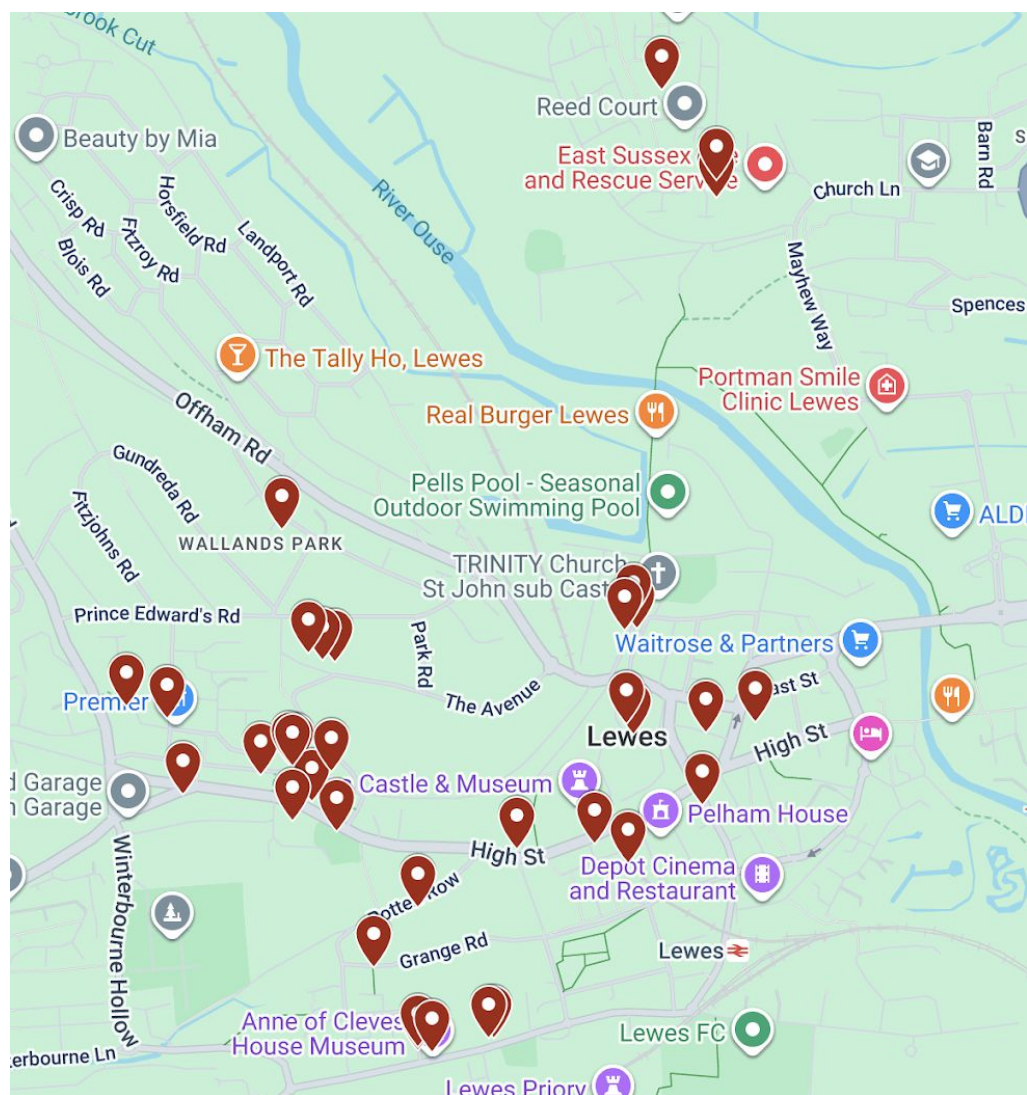 rook Cut
Reed Court
Beauty by Mia
East Sussex
and Rescue Service
Church Ln
Barn Rd
S
Crisp Rd
Horsfield Rd
Fitzroy Rd
Blois Rd
Landport Rd
River Ouse
Mayhew Way
Spences
The Tally Ho, Lewes
Portman Smile
Clinic Lewes
Offham Rd
Real Burger Lewes
Gundreda Rd
Fitzjohns Rd
Pells Pool - Seasonal
Outdoor Swimming Pool
ALDI
WALLANDS PARK
TRINITY Church
St John sub Cast
Prince Edward's Rd
Park Rd
Waitrose & Partners
Premier
The Avenue
ast St
Lewes
High St
d Garage
n Garage
Castle & Museum
Pelham House
High St
Winterbourne Hollow
Depot Cinema
and Restaurant
Row
Grange Rd
Lewes
Anne of Cleves
House Museum
Lewes FC
kerbourne Ln
Lewes Priory